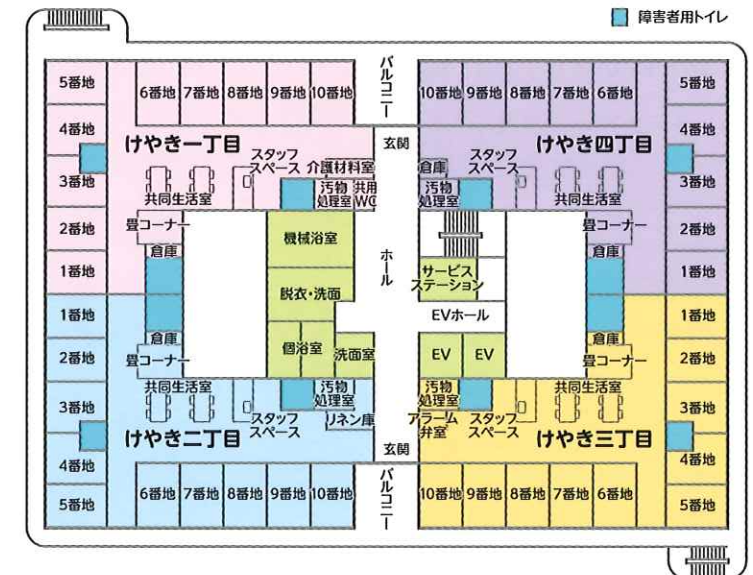 障害者用トイレ
バルコニー
5番地
6番地
7番地
8番地
9番地
10番地
4番地
けやき一丁目
3番地
共同生活室
スタッフ
スペース
介護材料室
汚物
処理室
共用
WC
2番地
畳コーナー
倉庫
1番地
玄関
10番地
9番地
8番地
7番地
6番地
5番地
けやき四丁目
4番地
倉庫
スタッフ
スペース
汚物
処理室
共同生活室
3番地
畳コーナー
2番地
倉庫
1番地
機械浴室
脱衣・洗面
個浴室
洗面室
ホール
サービス
ステーション
EVホール
EV
EV
1番地
倉庫
2番地
畳コーナー
共同生活室
3番地
スタッフ
スペース
汚物
処理室
リネン庫
けやき二丁目
4番地
5番地
6番地
7番地
8番地
9番地
10番地
1番地
倉庫
2番地
畳コーナー
汚物
処理室
アラーム
弁室
スタッフ
スペース
共同生活室
3番地
けやき三丁目
4番地
玄関
バルコニー
10番地
9番地
8番地
7番地
6番地
5番地